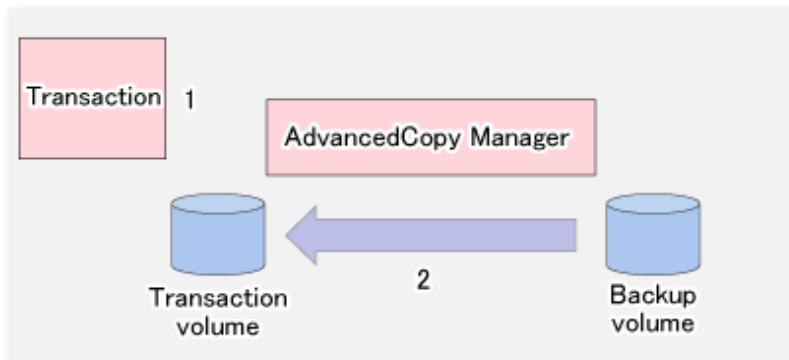 Transaction
1
AdvancedCopy Manager
2
Transaction
volume
Backup
volume